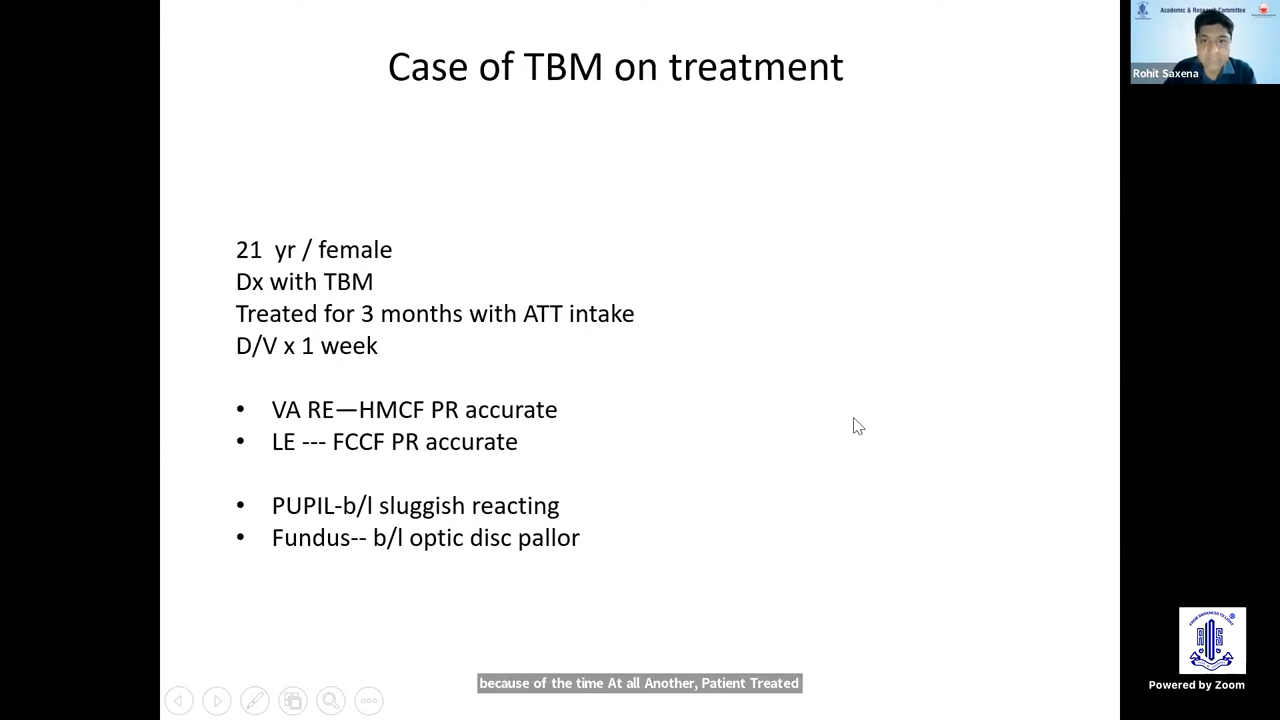 Case of TBM on treatment
Academic & Research Committee
Rohit Saxena
21 yr / female
Dx with TBM
Treated for 3 months with ATT intake
D/V x 1 week
• VA RE—HMCF PR accurate
• LE --- FCCF PR accurate
• PUPIL-b/l sluggish reacting
• Fundus-- b/l optic disc pallor
because of the time At all Another, Patient Treated
Powered by Zoom